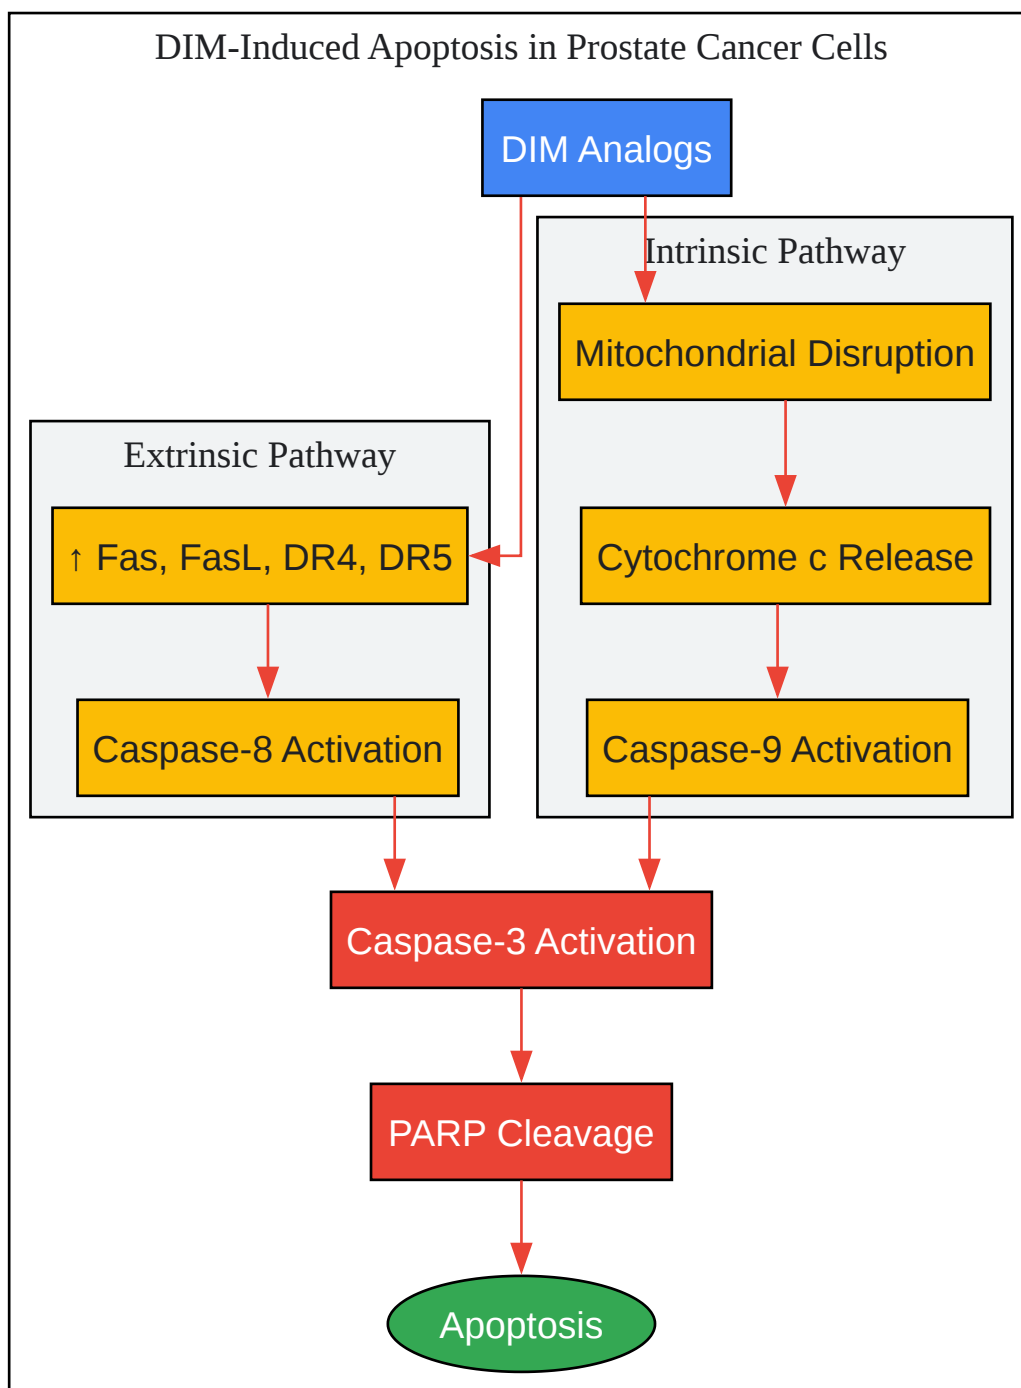 DIM-Induced Apoptosis in Prostate Cancer Cells
DIM Analogs
Intrinsic Pathway
Mitochondrial Disruption
Extrinsic Pathway
↑ Fas, FasL, DR4, DR5
Cytochrome c Release
Caspase-8 Activation
Caspase-9 Activation
Caspase-3 Activation
PARP Cleavage
Apoptosis